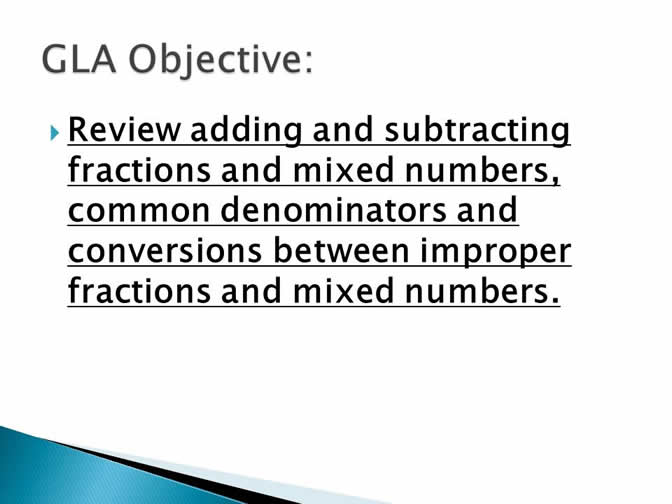 GLA Objective:
Review adding and subtracting
fractions and mixed numbers,
common denominators and
conversions between improper
fractions and mixed numbers.